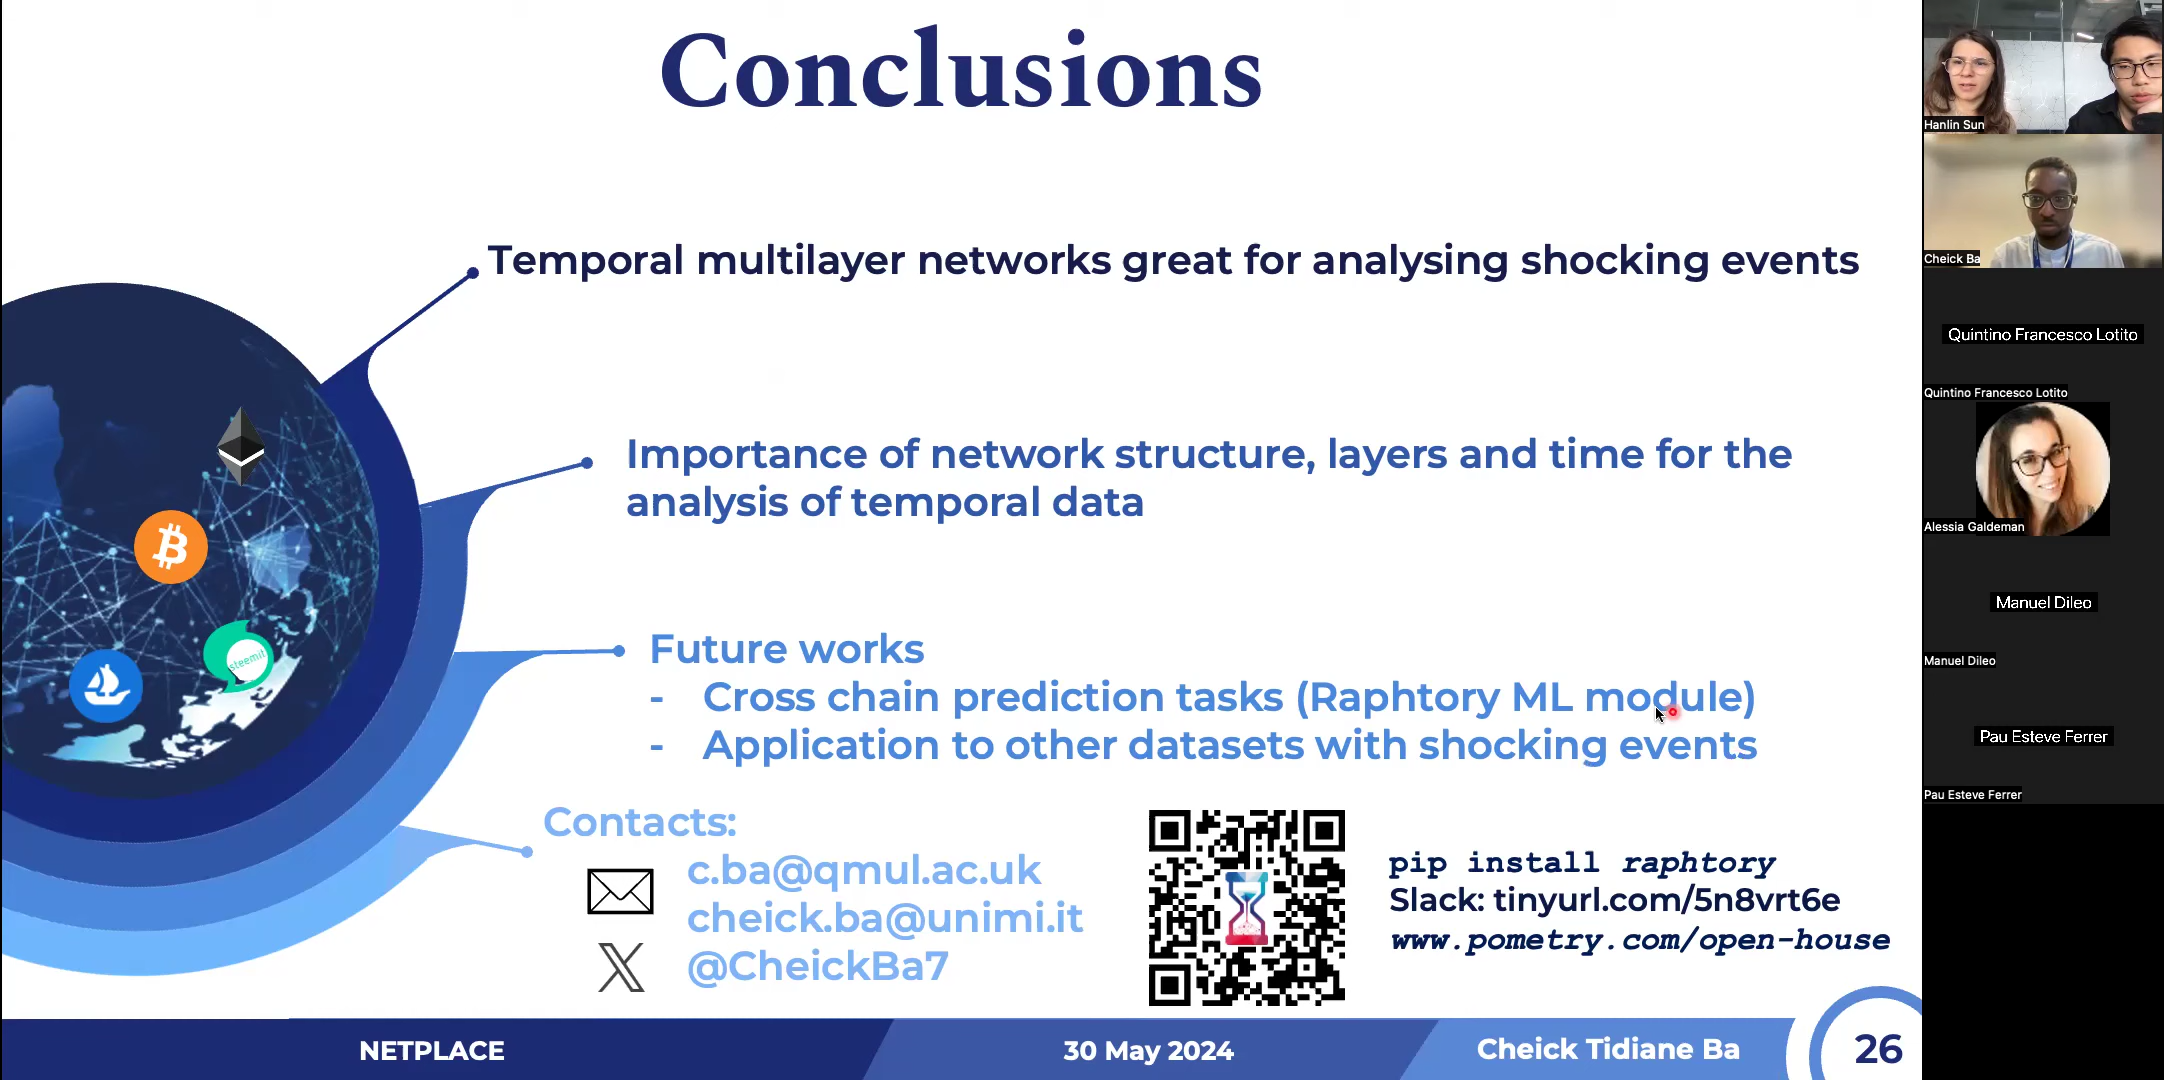 Conclusions
Temporal multilayer networks great for analysing shocking events
Importance of network structure, layers and time for the
analysis of temporal data
Future works
- Cross chain prediction tasks (Raphtory ML module)
- Application to other datasets with shocking events
Contacts:
c.ba@qmul.ac.uk
cheick.ba@unimi.it
@CheickBa7
pip install raphtory
Slack: tinyurl.com/5n8vrt6e
www.pometry.com/open-house
steemit
NETPLACE
30 May 2024
Cheick Tidiane Ba
26
Hanlin Sun
Cheick Ba
Quintino Francesco Lotito
Quintino Francesco Lotito
Alessia Galdeman
Manuel Dileo
Manuel Dileo
Pau Esteve Ferrer
Pau Esteve Ferrer